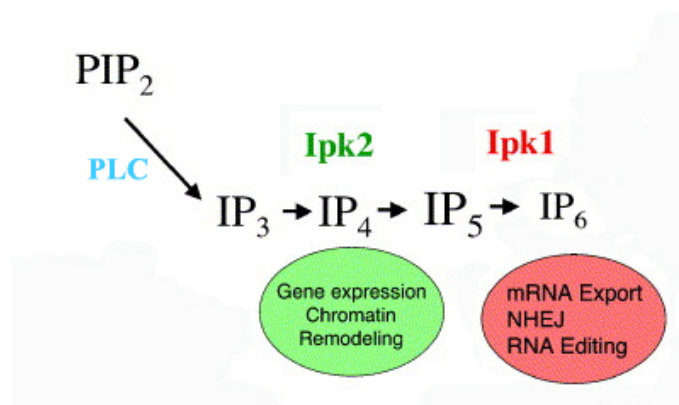 PIP₂
PLC
Ipk2
Ipk1
IP₃ → IP₄ → IP₅ → IP₆
Gene expression
Chromatin
Remodeling
mRNA Export
NHEJ
RNA Editing